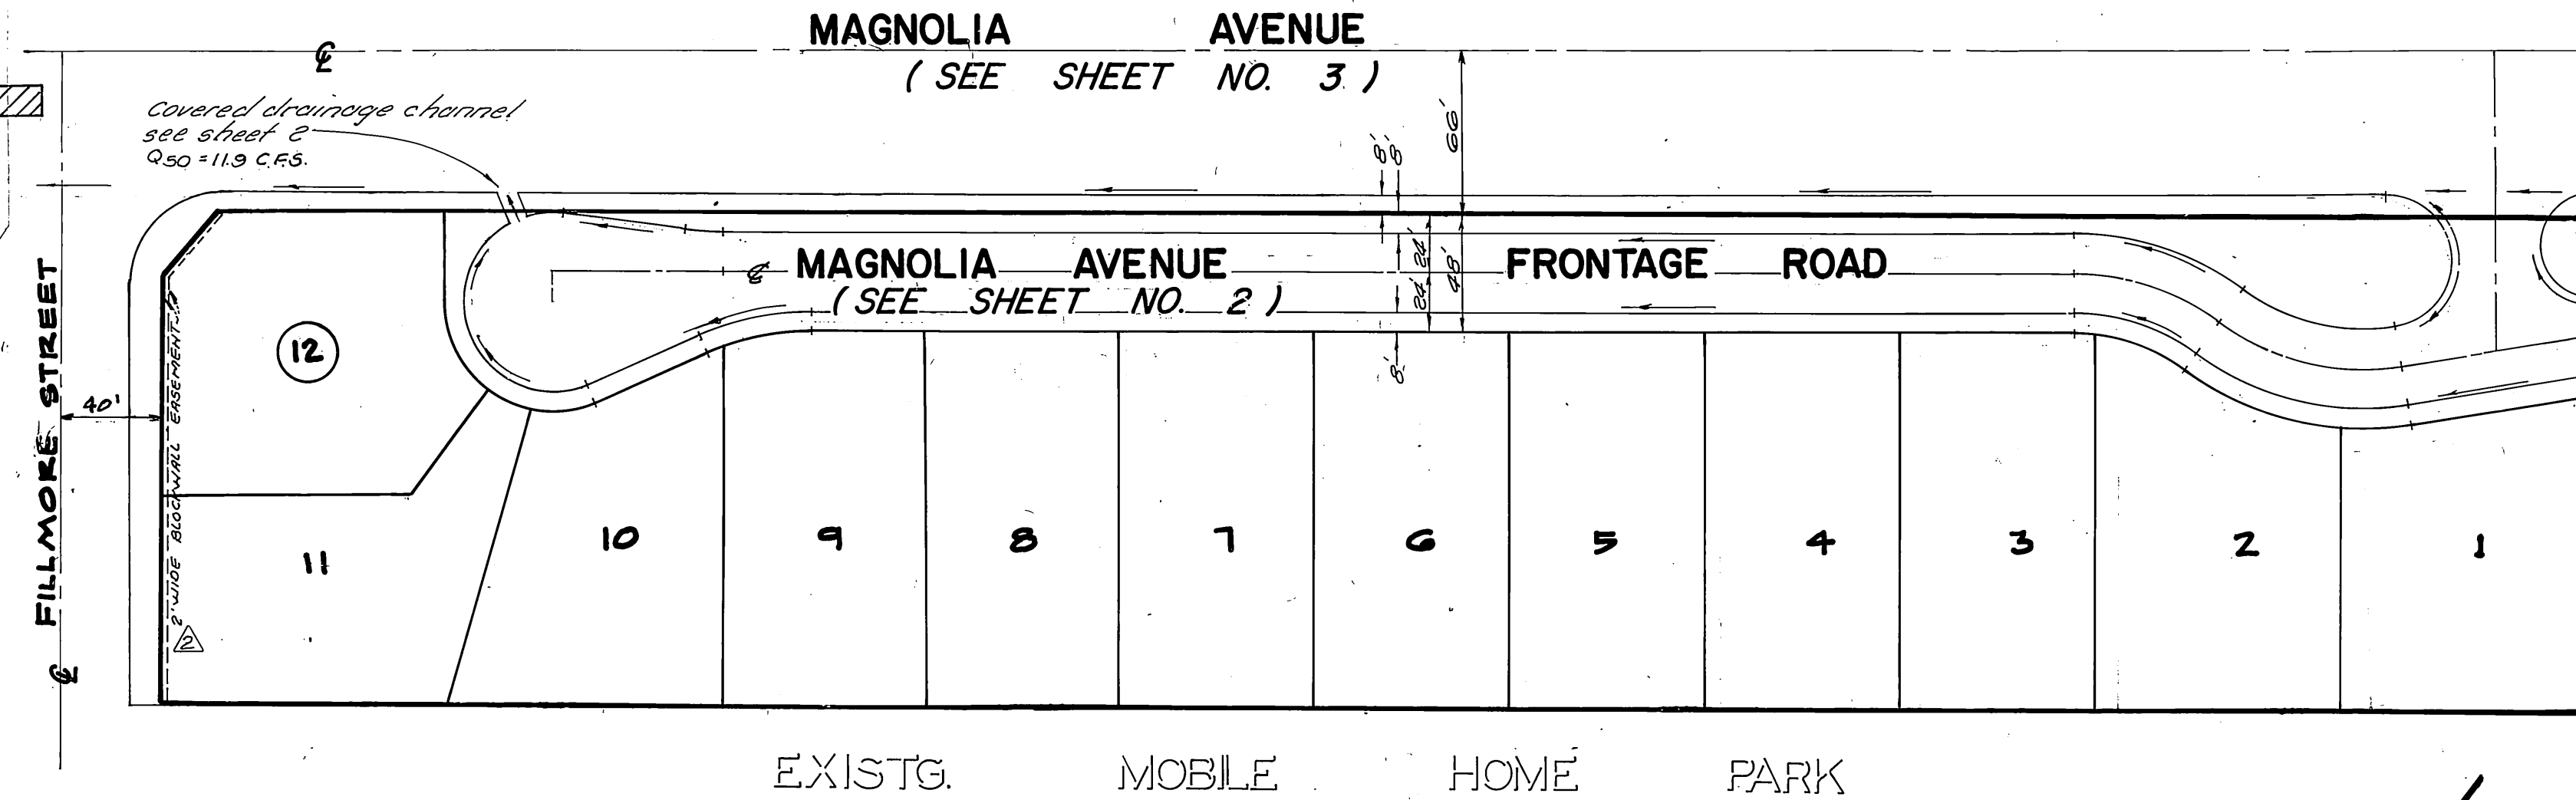 MAGNOLIA AVENUE
( SEE SHEET NO. 3 )
℄
Covered drainage channel
see sheet 2
Q50 = 11.9 C.F.S.
8'
8'
66'
℄ MAGNOLIA AVENUE FRONTAGE ROAD
( SEE SHEET NO. 2 )
24'
24'
48'
8'
℄ FILLMORE STREET
40'
2' WIDE BLOCKWALL EASEMENT
2
12
11
10
9
8
7
6
5
4
3
2
1
EXISTG. MOBILE HOME PARK